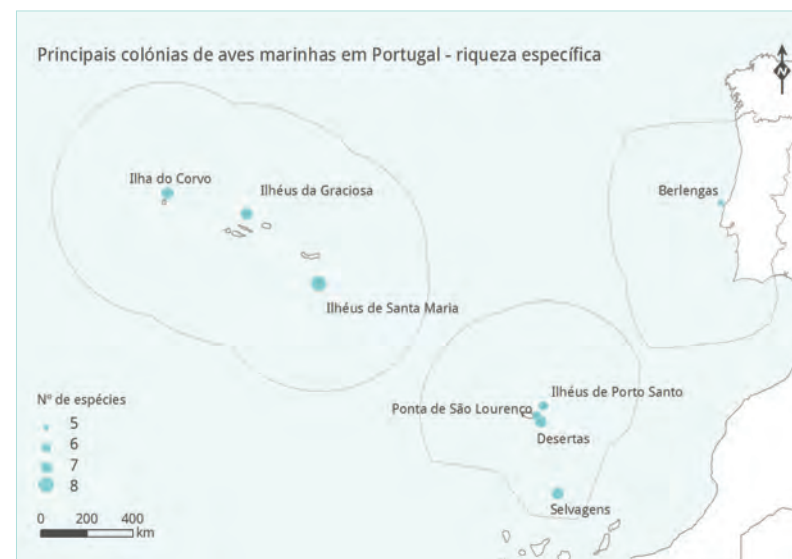 Principais colónias de aves marinhas em Portugal - riqueza específica
N
Ilha do Corvo
Ilhéus da Graciosa
Berlengas
Ilhéus de Santa Maria
Ilhéus de Porto Santo
Ponta de São Lourenço
Desertas
Selvagens
Nº de espécies
5
6
7
8
0 200 400
km